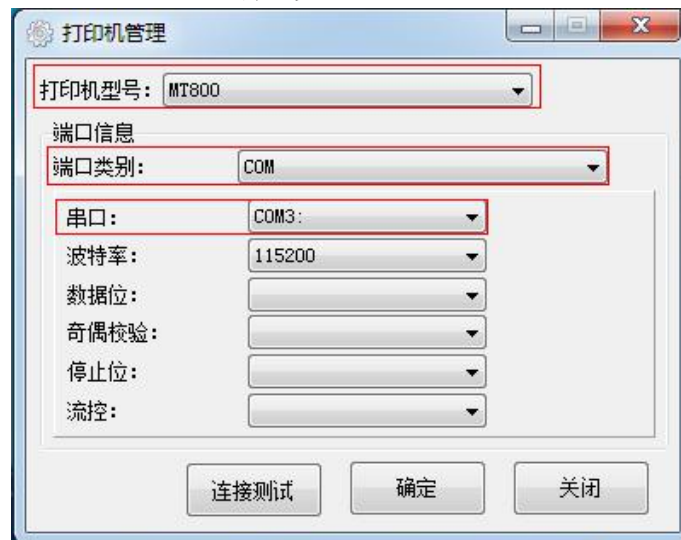 打印机管理
打印机型号: MT800
端口信息
端口类别: COM
串口: COM3:
波特率: 115200
数据位:
奇偶校验:
停止位:
流控:
连接测试 确定 关闭